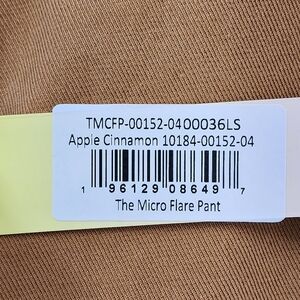 TMCFP-00152-0400036LS
Apple Cinnamon 10184-00152-04
1 96129 08649 7
The Micro Flare Pant